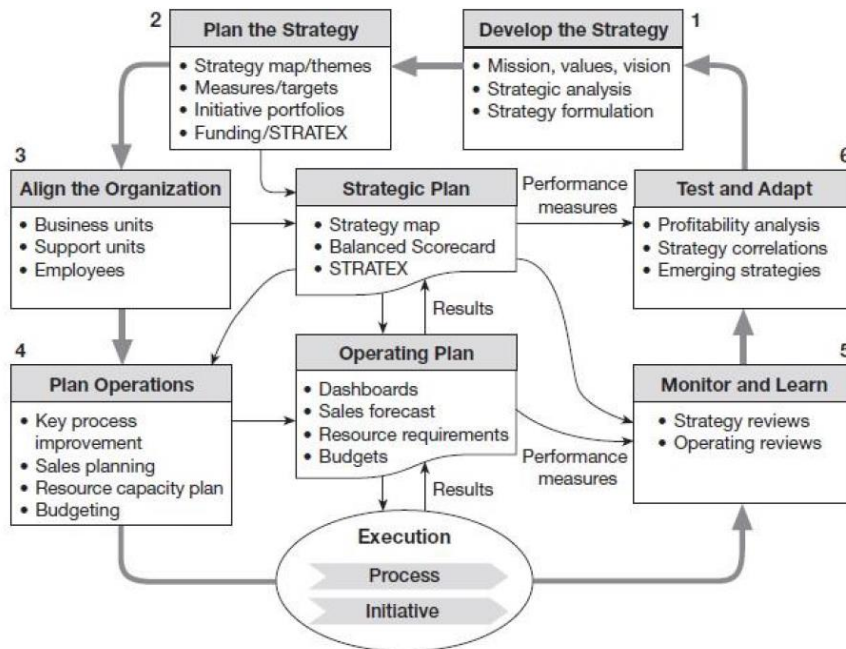 2
Plan the Strategy
• Strategy map/themes
• Measures/targets
• Initiative portfolios
• Funding/STRATEX
Develop the Strategy
1
• Mission, values, vision
• Strategic analysis
• Strategy formulation
3
Align the Organization
• Business units
• Support units
• Employees
Strategic Plan
• Strategy map
• Balanced Scorecard
• STRATEX
Performance
measures
6
Test and Adapt
• Profitability analysis
• Strategy correlations
• Emerging strategies
Results
4
Plan Operations
• Key process
improvement
• Sales planning
• Resource capacity plan
• Budgeting
Operating Plan
• Dashboards
• Sales forecast
• Resource requirements
• Budgets
Performance
measures
5
Monitor and Learn
• Strategy reviews
• Operating reviews
Results
Execution
Process
Initiative